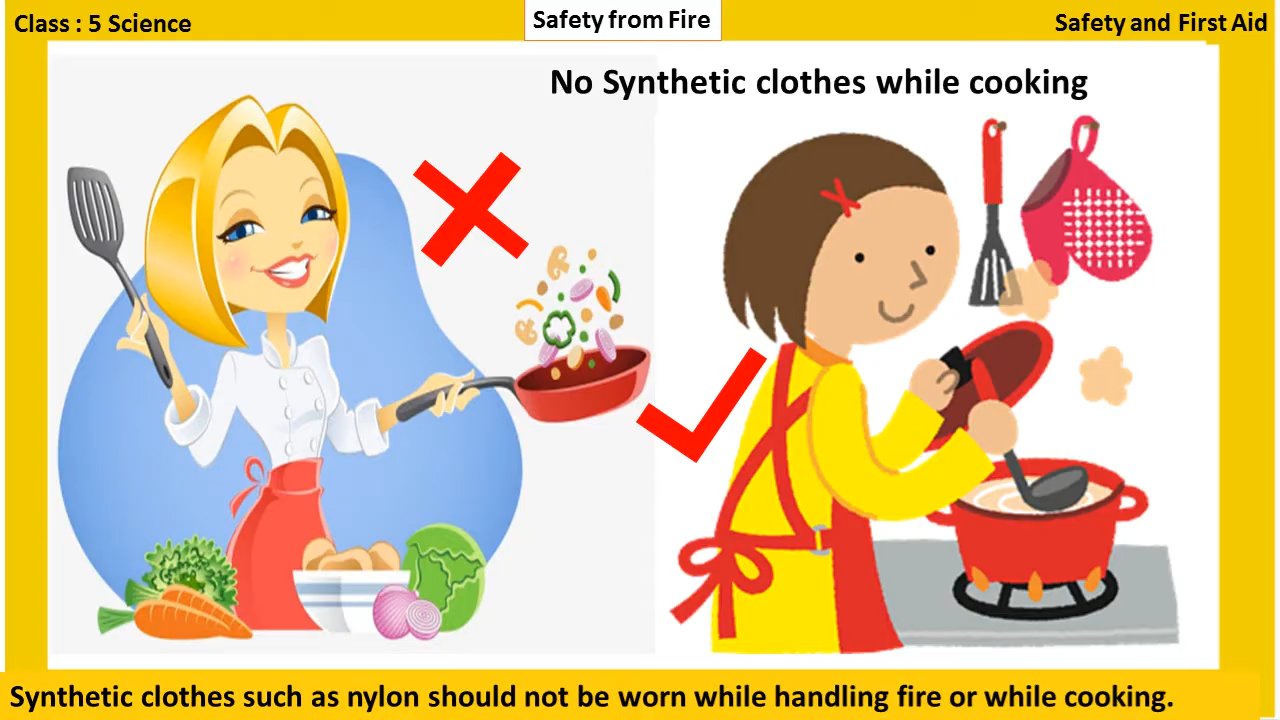 Class : 5 Science
Safety from Fire
Safety and First Aid
No Synthetic clothes while cooking
Synthetic clothes such as nylon should not be worn while handling fire or while cooking.